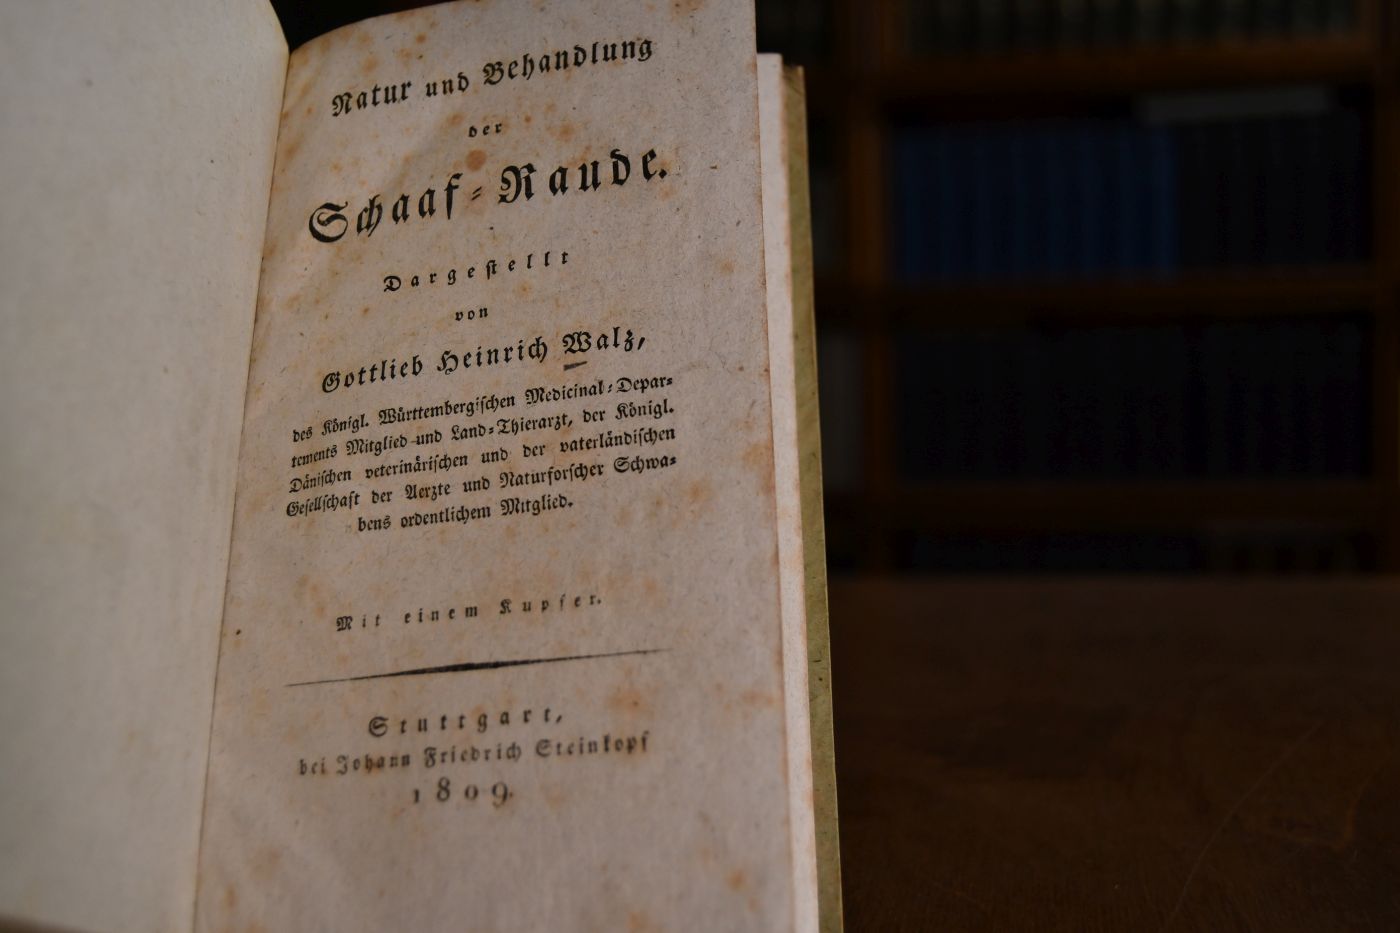 Natur und Behandlung
der
Schaaf-Raude.
Dargestellt
von
Gottlieb Heinrich Walz,
des Königl. Württembergischen Medicinal-Depar-
tements Mitglied und Land-Thierarzt, der Königl.
Dänischen veterinärischen und der vaterländischen
Gesellschaft der Aerzte und Naturforscher Schwa-
bens ordentlichem Mitglied.
Mit einem Kupfer.
Stuttgart,
bei Johann Friedrich Steinkopf
1809.